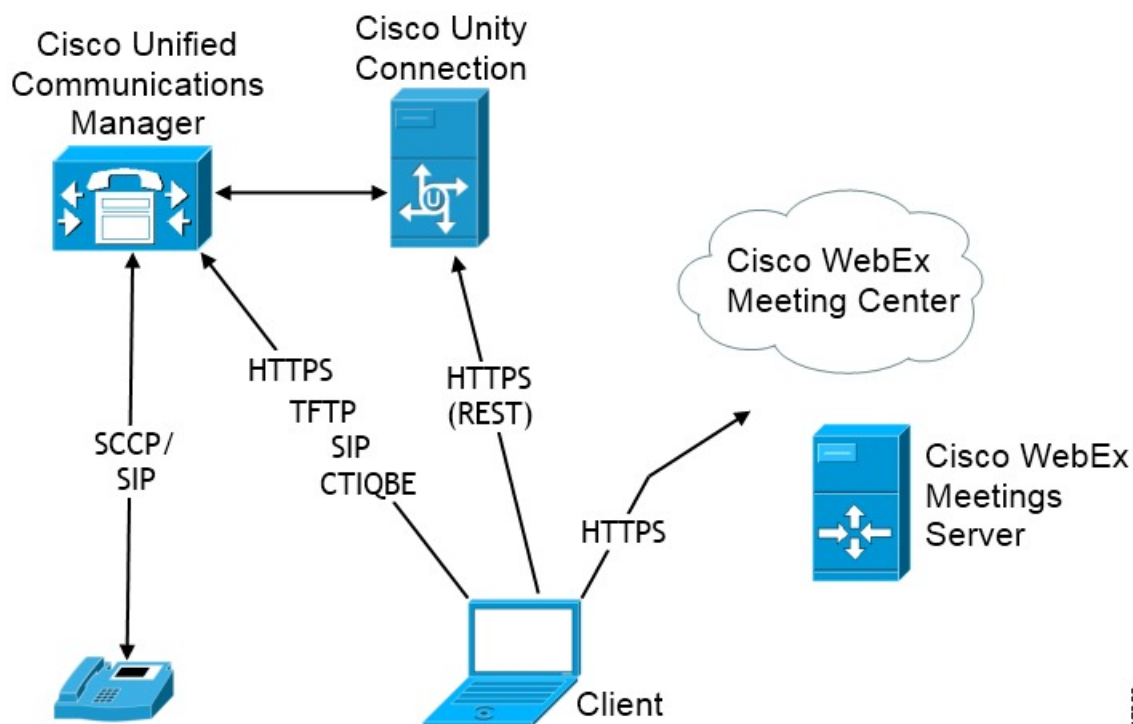 Cisco Unified
Communications
Manager
Cisco Unity
Connection
U
Cisco WebEx
Meeting Center
HTTPS
TFTP
SIP
CTIQBE
HTTPS
(REST)
SCCP/
SIP
HTTPS
Cisco WebEx
Meetings
Server
Client